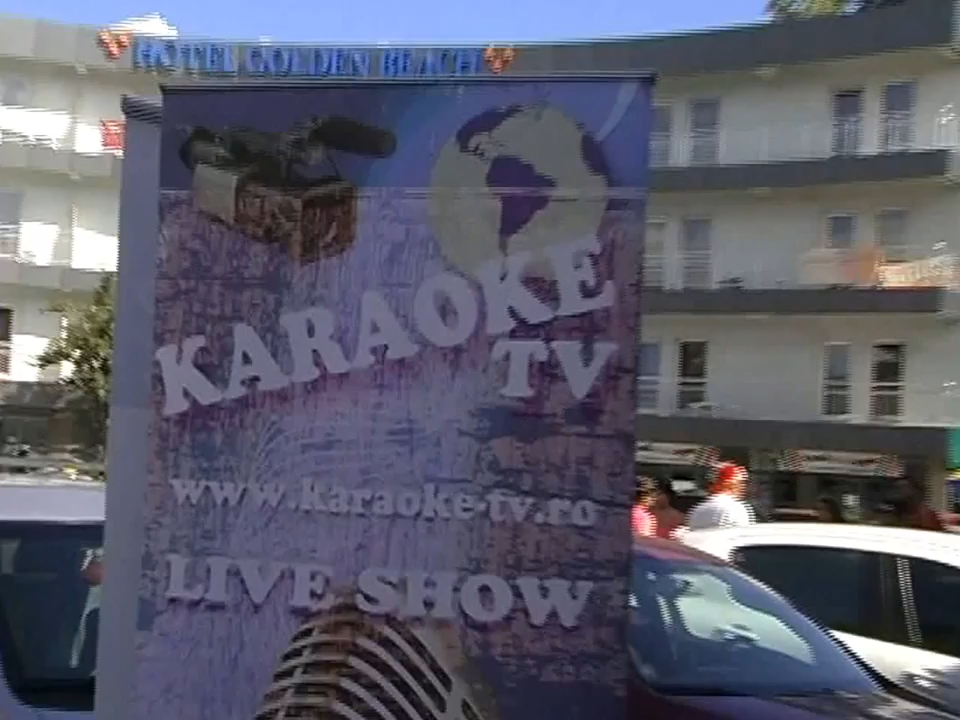 HOTEL GOLDEN BEACH
KARAOKE
TV
www.karaoke-tv.ro
LIVE SHOW